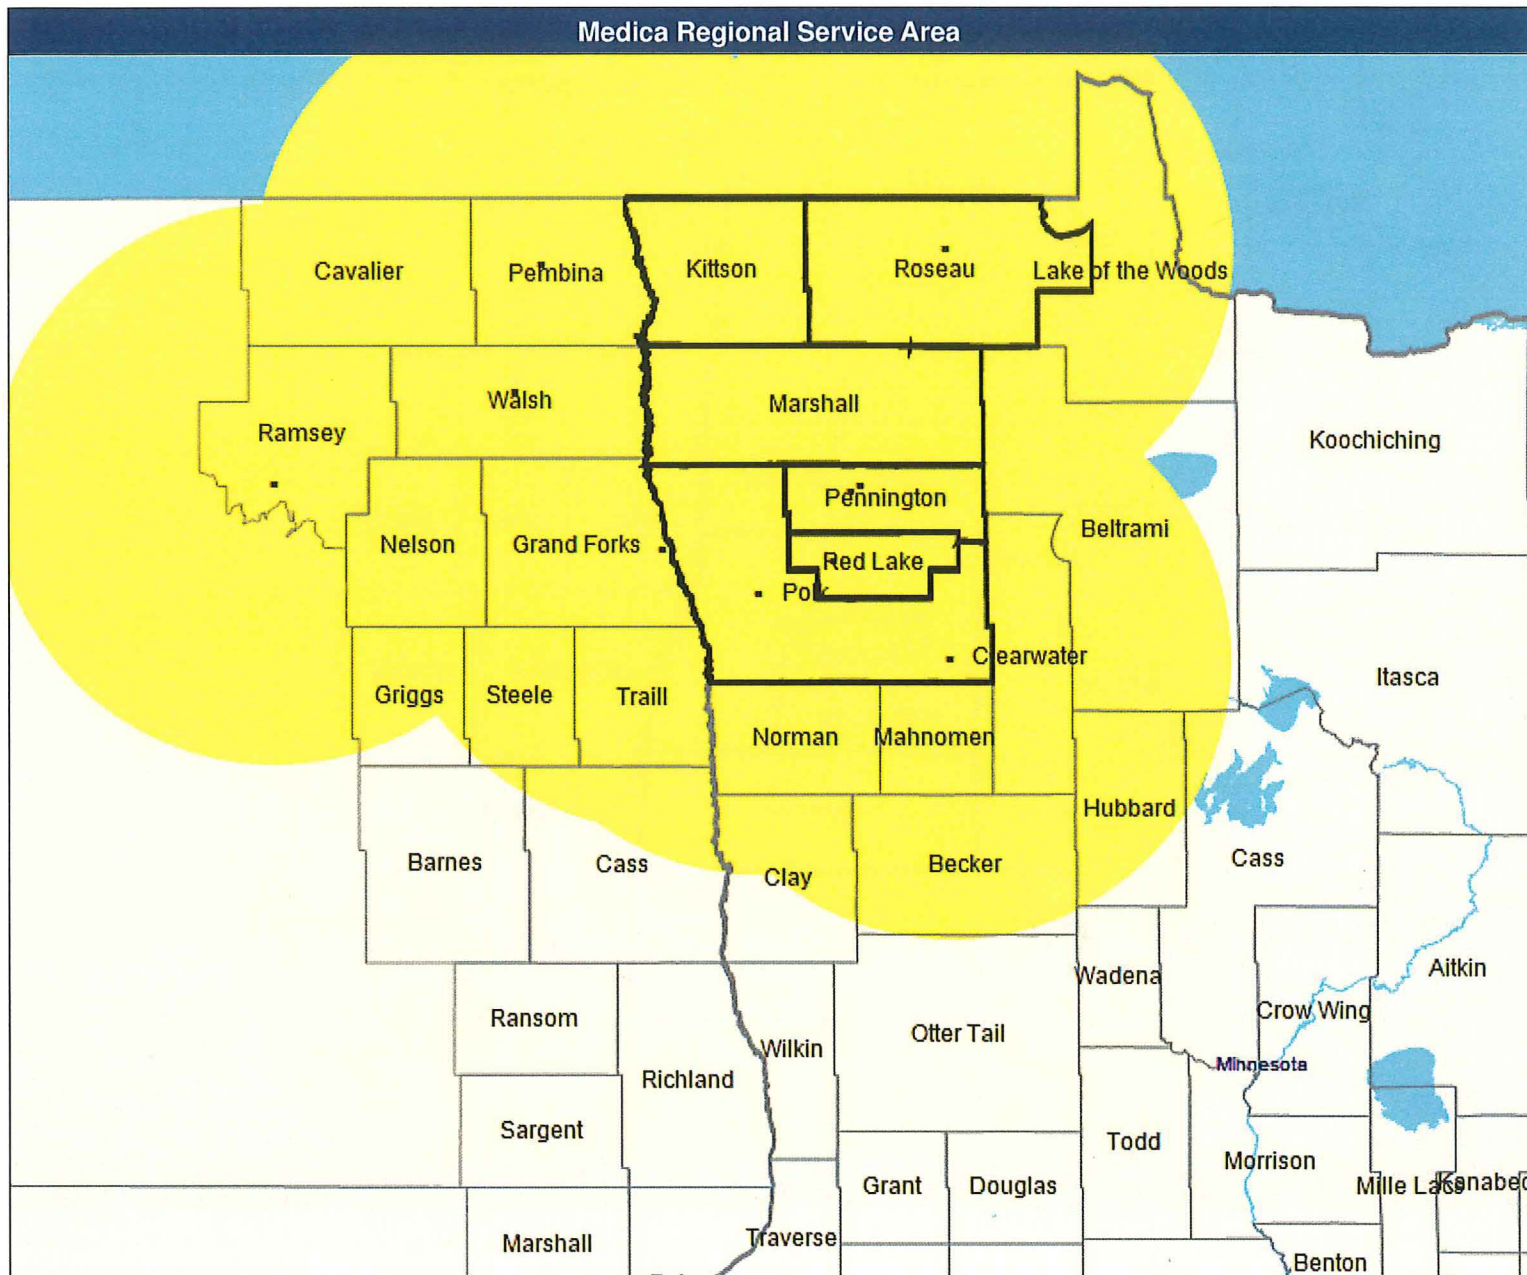 Medica Regional Service Area
Cavalier
Pembina
Kittson
Roseau
Lake of the Woods
Walsh
Marshall
Ramsey
Koochiching
Pennington
Beltrami
Nelson
Grand Forks
Red Lake
Polk
Clearwater
Itasca
Griggs
Steele
Traill
Norman
Mahnomen
Hubbard
Barnes
Cass
Clay
Becker
Cass
Wadena
Aitkin
Ransom
Crow Wing
Otter Tail
Wilkin
Minnesota
Richland
Sargent
Todd
Morrison
Grant
Douglas
Mille Lacs
Kanabec
Marshall
Traverse
Benton